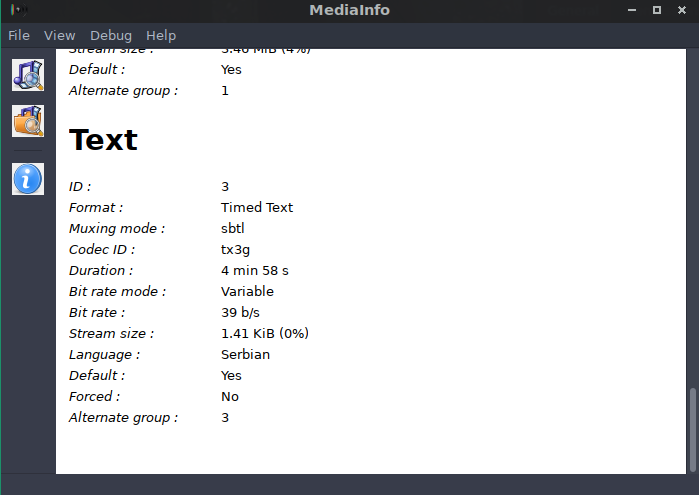 MediaInfo
File View Debug Help
Stream size : 3.46 MiB (4%)
Default : Yes
Alternate group : 1
Text
ID : 3
Format : Timed Text
Muxing mode : sbtl
Codec ID : tx3g
Duration : 4 min 58 s
Bit rate mode : Variable
Bit rate : 39 b/s
Stream size : 1.41 KiB (0%)
Language : Serbian
Default : Yes
Forced : No
Alternate group : 3